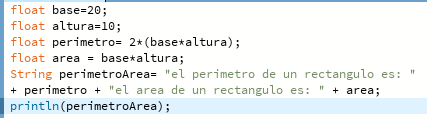 float base=20;
float altura=10;
float perimetro= 2*(base*altura);
float area = base*altura;
String perimetroArea= "el perimetro de un rectangulo es: "
+ perimetro + "el area de un rectangulo es: " + area;
println(perimetroArea);